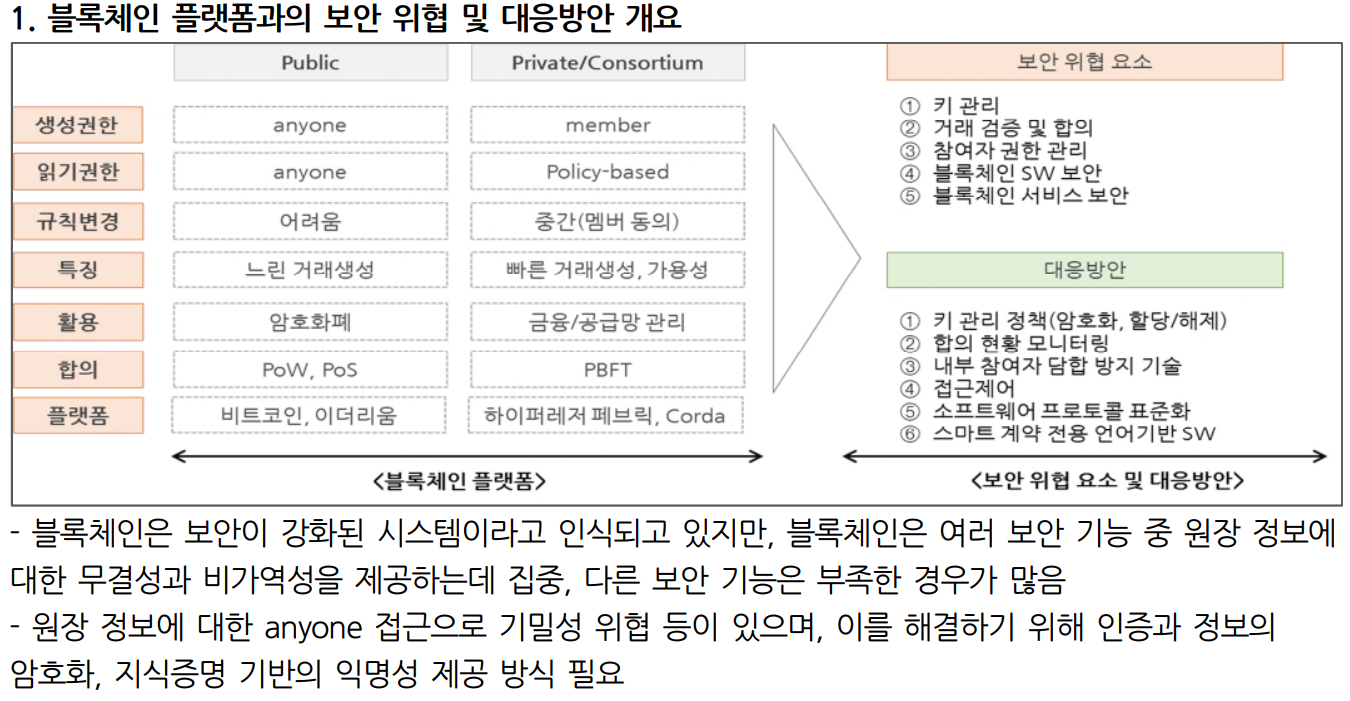 1. 블록체인 플랫폼과의 보안 위협 및 대응방안 개요
Public Private/Consortium
생성권한 anyone member
읽기권한 anyone Policy-based
규칙변경 어려움 중간(멤버 동의)
특징 느린 거래생성 빠른 거래생성, 가용성
활용 암호화폐 금융/공급망 관리
합의 PoW, PoS PBFT
플랫폼 비트코인, 이더리움 하이퍼레저 페브릭, Corda
<블록체인 플랫폼>
보안 위협 요소
① 키 관리
② 거래 검증 및 합의
③ 참여자 권한 관리
④ 블록체인 SW 보안
⑤ 블록체인 서비스 보안
대응방안
① 키 관리 정책(암호화, 할당/해제)
② 합의 현황 모니터링
③ 내부 참여자 담합 방지 기술
④ 접근제어
⑤ 소프트웨어 프로토콜 표준화
⑥ 스마트 계약 전용 언어기반 SW
<보안 위협 요소 및 대응방안>
- 블록체인은 보안이 강화된 시스템이라고 인식되고 있지만, 블록체인은 여러 보안 기능 중 원장 정보에
대한 무결성과 비가역성을 제공하는데 집중, 다른 보안 기능은 부족한 경우가 많음
- 원장 정보에 대한 anyone 접근으로 기밀성 위협 등이 있으며, 이를 해결하기 위해 인증과 정보의
암호화, 지식증명 기반의 익명성 제공 방식 필요